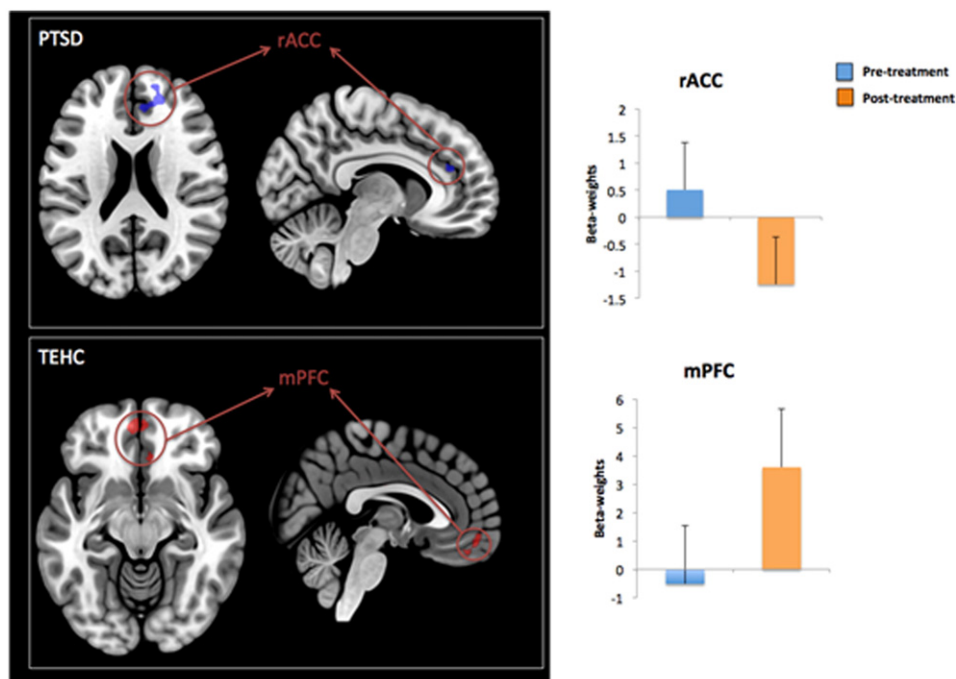 PTSD
rACC
TEHC
mPFC
rACC
Pre-treatment
Post-treatment
Beta-weights
2
1.5
1
0.5
0
-0.5
-1
-1.5
mPFC
Beta-weights
6
5
4
3
2
1
0
-1